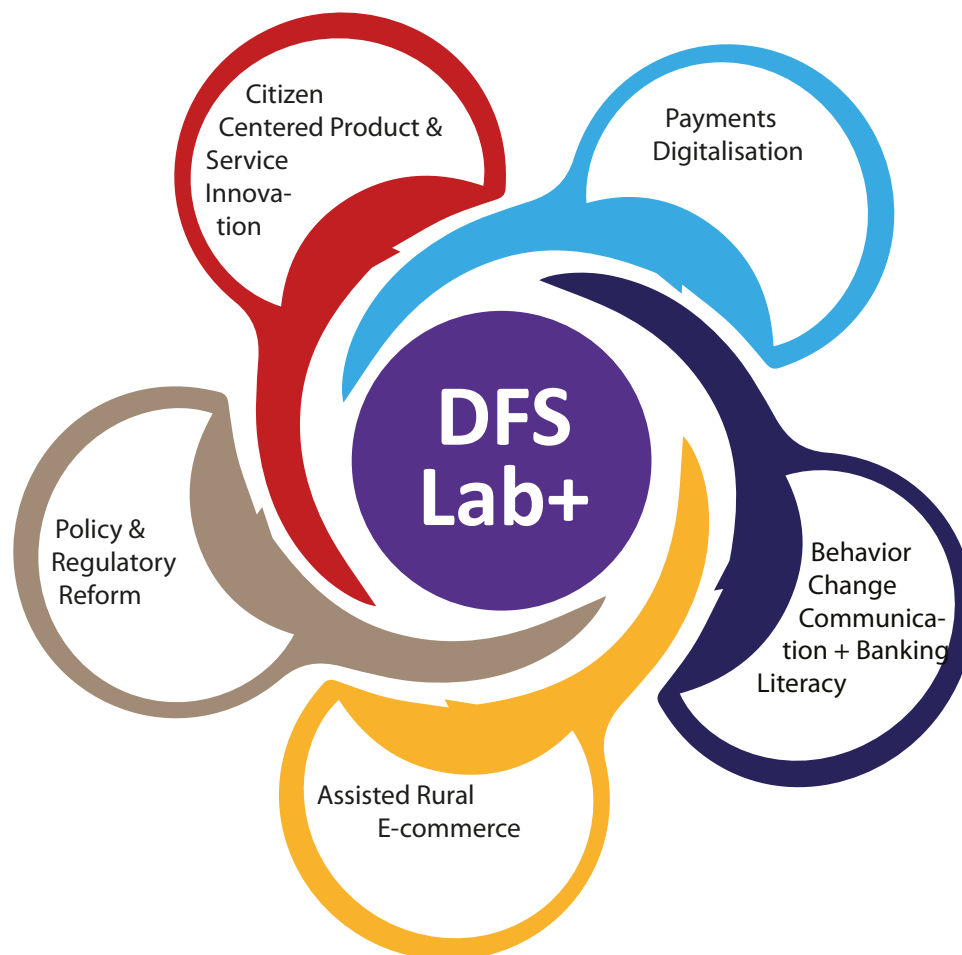 Citizen
Centered Product &
Service
Innova-
tion
Payments
Digitalisation
DFS
Lab+
Policy &
Regulatory
Reform
Behavior
Change
Communica-
tion + Banking
Literacy
Assisted Rural
E-commerce